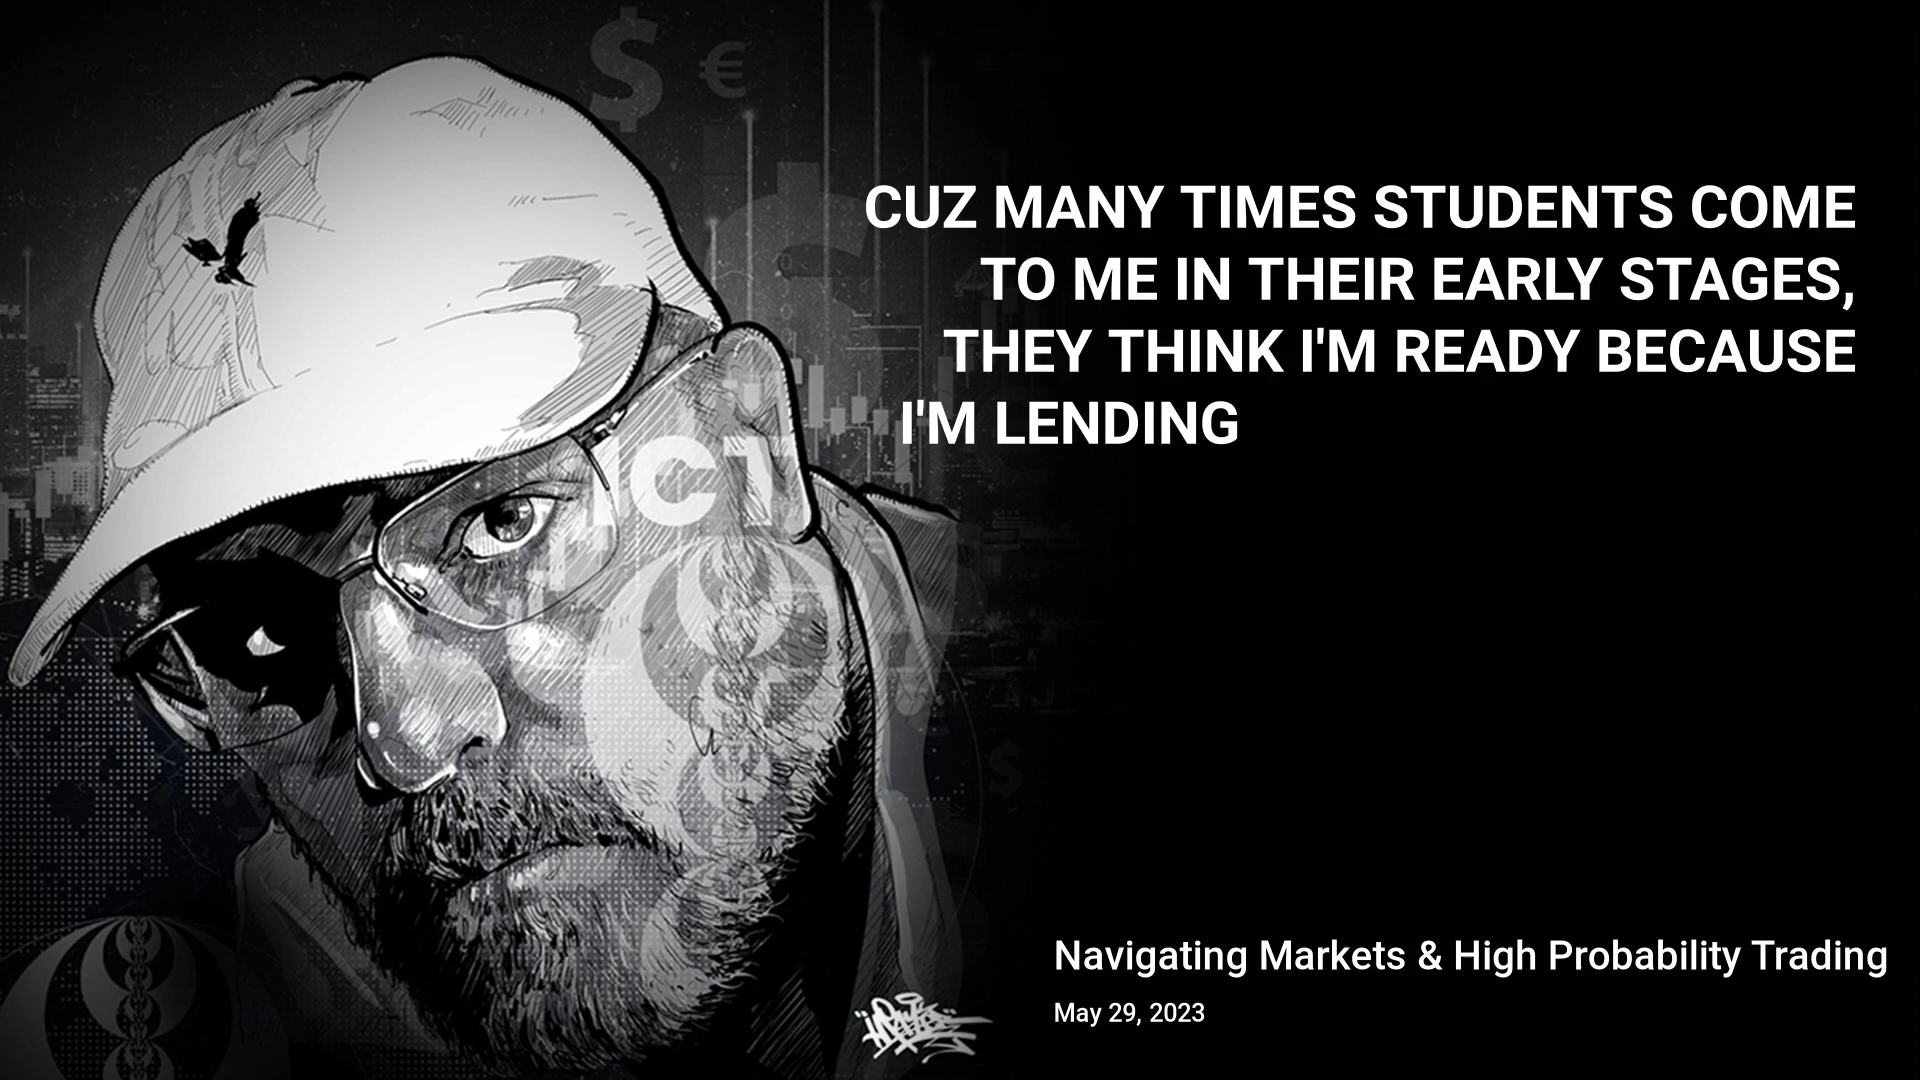 $ €
CUZ MANY TIMES STUDENTS COME
TO ME IN THEIR EARLY STAGES,
THEY THINK I'M READY BECAUSE
I'M LENDING
ICT
Navigating Markets & High Probability Trading
May 29, 2023